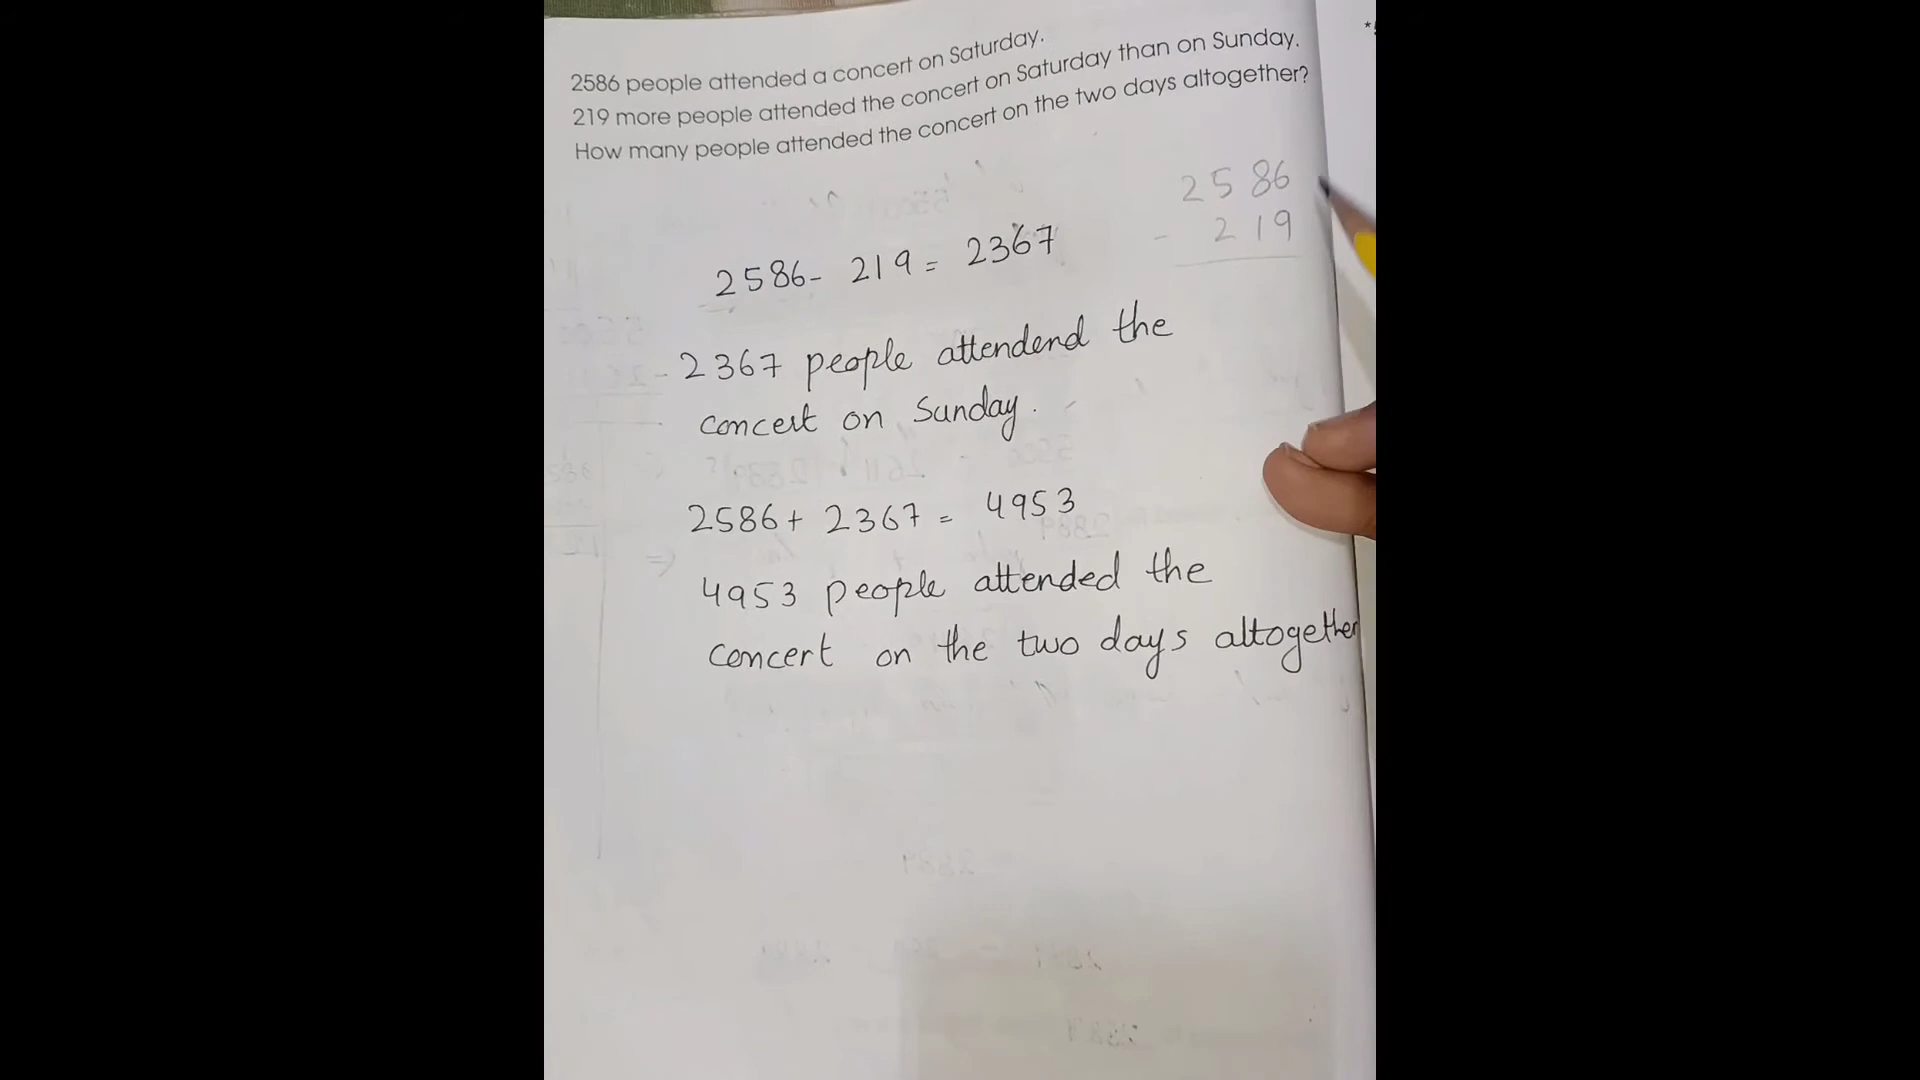 2586 people attended a concert on Saturday.
219 more people attended the concert on Saturday than on Sunday.
How many people attended the concert on the two days altogether?
2586
- 219
2586 - 219 = 2367
2367 people attendend the
concert on Sunday.
2586 + 2367 = 4953
4953 people attended the
concert on the two days altogether